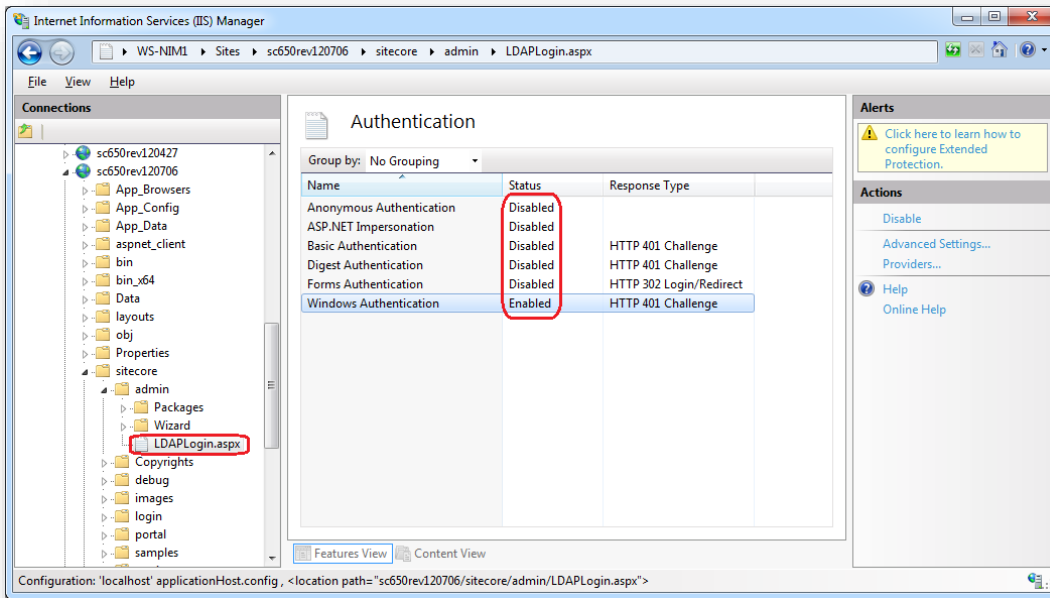 Internet Information Services (IIS) Manager
WS-NIM1 Sites sc650rev120706 sitecore admin LDAPLogin.aspx
File View Help
Connections
sc650rev120427
sc650rev120706
App_Browsers
App_Config
App_Data
aspnet_client
bin
bin_x64
Data
layouts
obj
Properties
sitecore
admin
Packages
Wizard
LDAPLogin.aspx
Copyrights
debug
images
login
portal
samples
Authentication
Group by: No Grouping
Name Status Response Type
Anonymous Authentication Disabled
ASP.NET Impersonation Disabled
Basic Authentication Disabled HTTP 401 Challenge
Digest Authentication Disabled HTTP 401 Challenge
Forms Authentication Disabled HTTP 302 Login/Redirect
Windows Authentication Enabled HTTP 401 Challenge
Features View Content View
Alerts
Click here to learn how to
configure Extended
Protection.
Actions
Disable
Advanced Settings...
Providers...
Help
Online Help
Configuration: 'localhost' applicationHost.config , <location path="sc650rev120706/sitecore/admin/LDAPLogin.aspx">